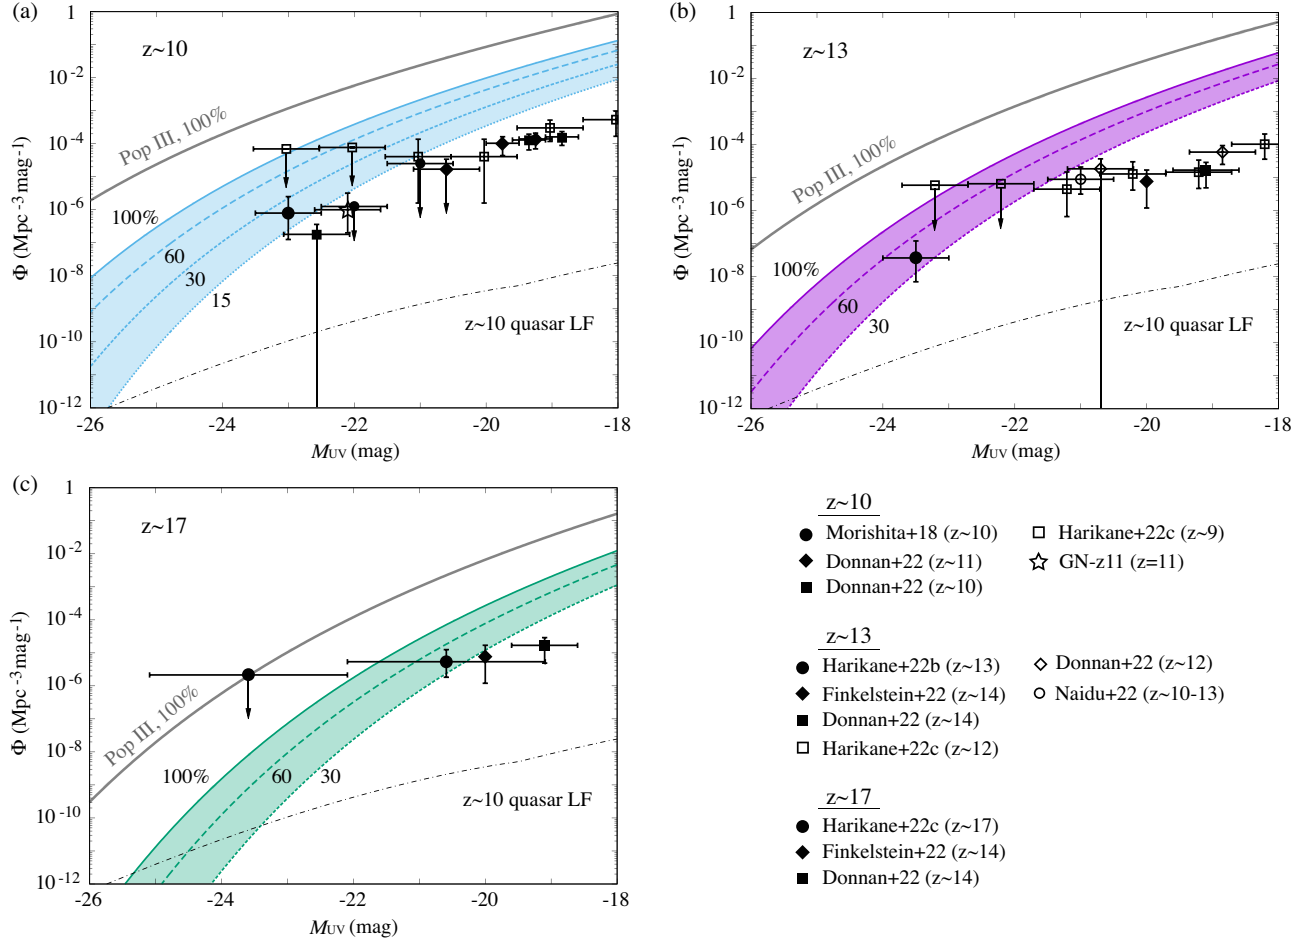 (a)
z~10
Pop III, 100%
100%
60
30
15
z~10 quasar LF
Φ (Mpc⁻³ mag⁻¹)
1
10⁻²
10⁻⁴
10⁻⁶
10⁻⁸
10⁻¹⁰
10⁻¹²
-26
-24
-22
-20
-18
MUV (mag)
(b)
z~13
Pop III, 100%
100%
60
30
z~10 quasar LF
Φ (Mpc⁻³ mag⁻¹)
1
10⁻²
10⁻⁴
10⁻⁶
10⁻⁸
10⁻¹⁰
10⁻¹²
-26
-24
-22
-20
-18
MUV (mag)
(c)
z~17
Pop III, 100%
100%
60
30
z~10 quasar LF
Φ (Mpc⁻³ mag⁻¹)
1
10⁻²
10⁻⁴
10⁻⁶
10⁻⁸
10⁻¹⁰
10⁻¹²
-26
-24
-22
-20
-18
MUV (mag)
z~10
Morishita+18 (z~10)
Donnan+22 (z~11)
Donnan+22 (z~10)
Harikane+22c (z~9)
GN-z11 (z=11)
z~13
Harikane+22b (z~13)
Finkelstein+22 (z~14)
Donnan+22 (z~14)
Harikane+22c (z~12)
Donnan+22 (z~12)
Naidu+22 (z~10-13)
z~17
Harikane+22c (z~17)
Finkelstein+22 (z~14)
Donnan+22 (z~14)